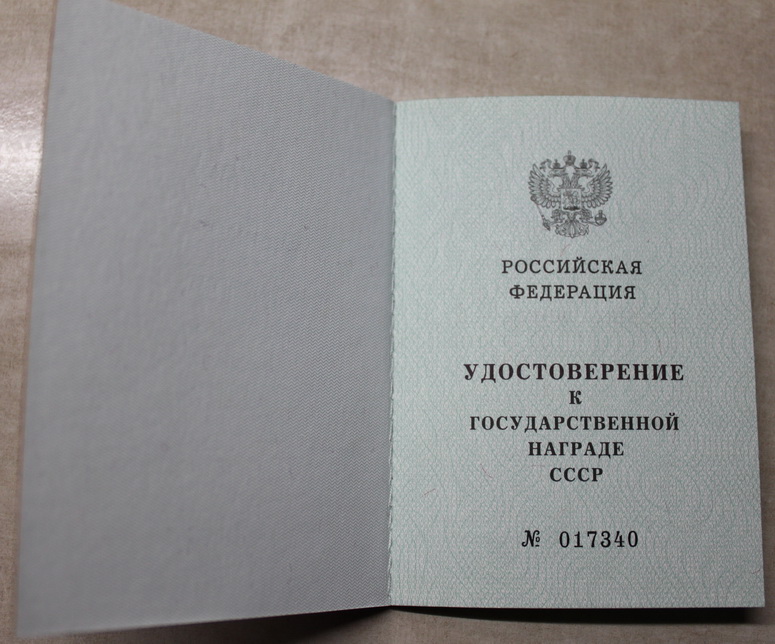 РОССИЙСКАЯ
ФЕДЕРАЦИЯ
УДОСТОВЕРЕНИЕ
К
ГОСУДАРСТВЕННОЙ
НАГРАДЕ
СССР
№ 017340